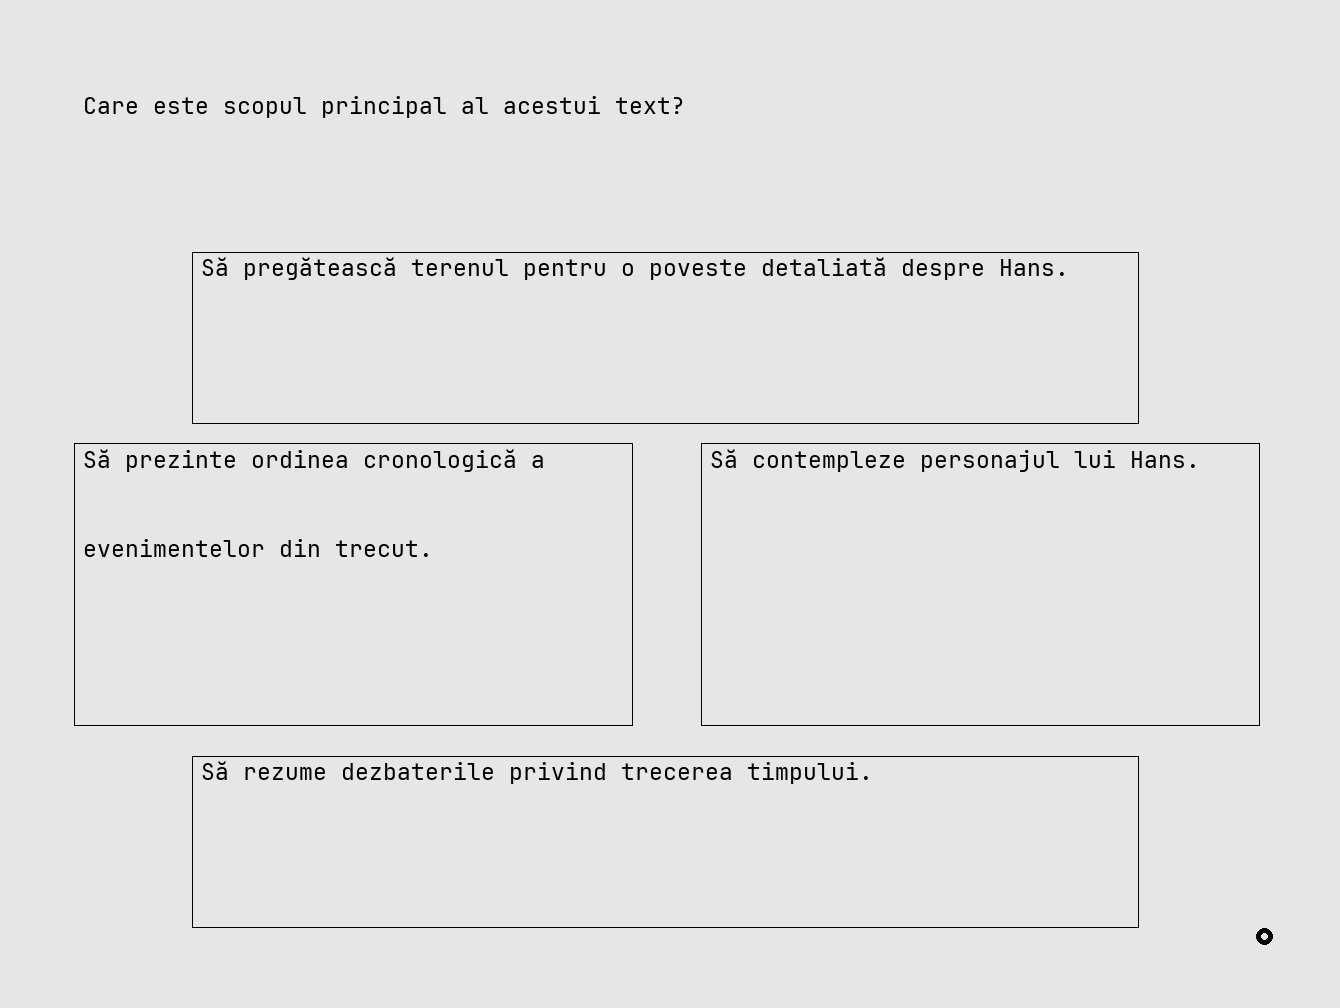 Care este scopul principal al acestui text?
Să pregătească terenul pentru o poveste detaliată despre Hans.
Să prezinte ordinea cronologică a
evenimentelor din trecut.
Să contempleze personajul lui Hans.
Să rezume dezbaterile privind trecerea timpului.